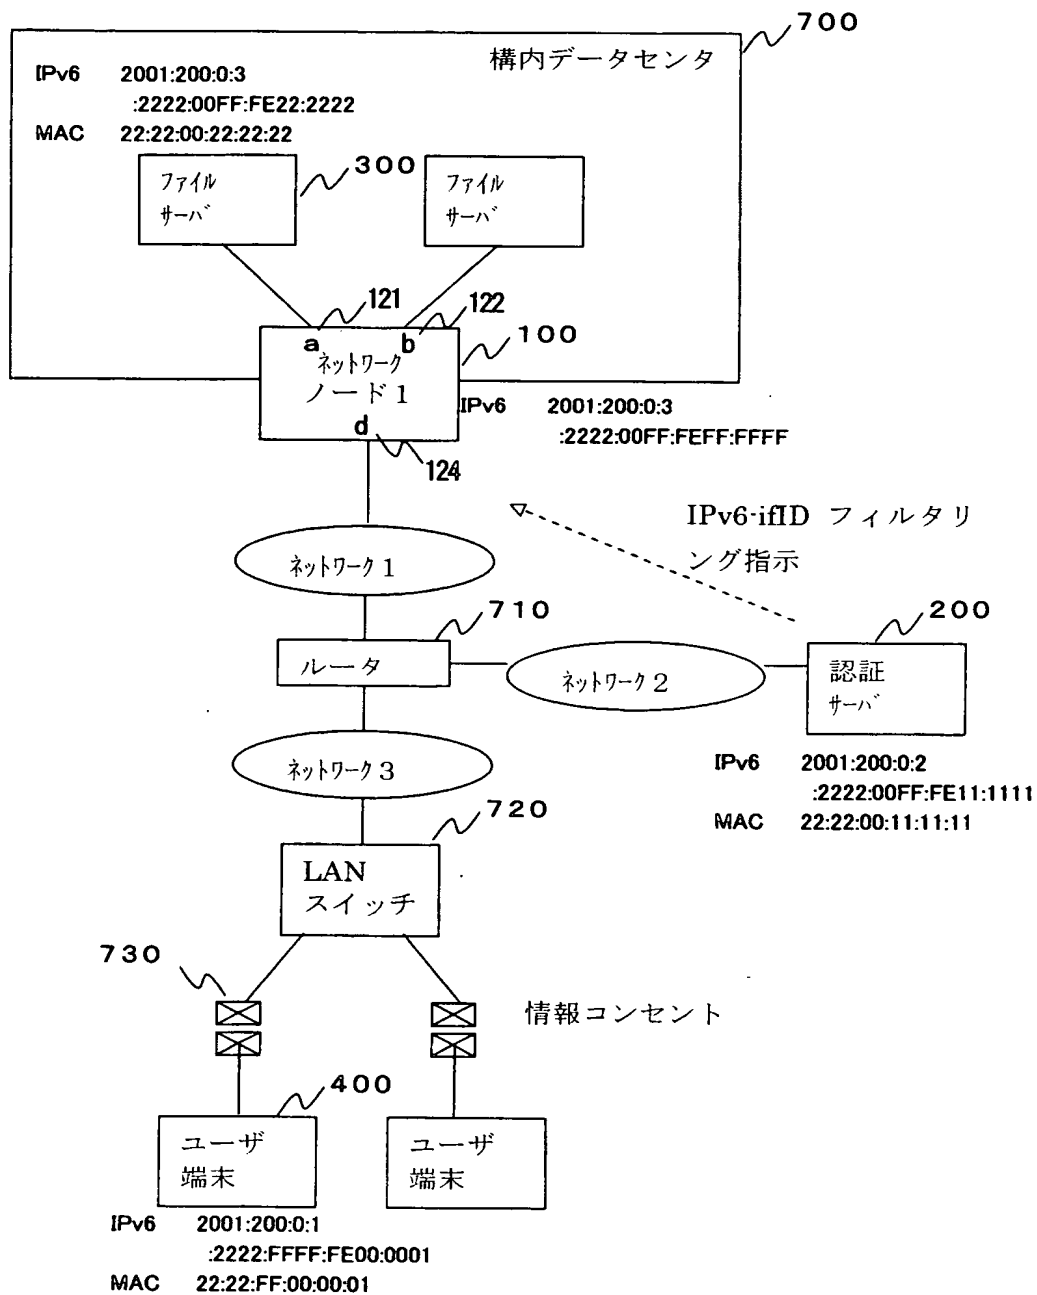 700
構内データセンタ
IPv6 2001:200:0:3
:2222:00FF:FE22:2222
MAC 22:22:00:22:22:22
300
ファイル
サーバ
ファイル
サーバ
121
122
100
a
b
ネットワーク
ノード1
d
124
IPv6 2001:200:0:3
:2222:00FF:FEFF:FFFF
IPv6-ifID フィルタリ
ング指示
ネットワーク1
710
200
ルータ
ネットワーク2
認証
サーバ
ネットワーク3
IPv6 2001:200:0:2
:2222:00FF:FE11:1111
MAC 22:22:00:11:11:11
720
LAN
スイッチ
730
情報コンセント
400
ユーザ
端末
ユーザ
端末
IPv6 2001:200:0:1
:2222:FFFF:FE00:0001
MAC 22:22:FF:00:00:01